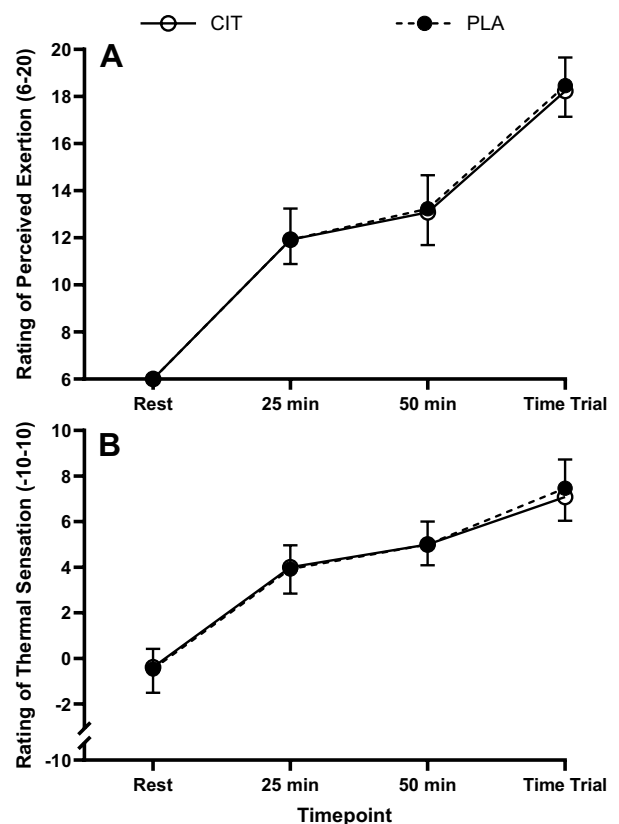 CIT PLA
A
Rating of Perceived Exertion (6-20)
20
18
16
14
12
10
8
6
Rest 25 min 50 min Time Trial
B
Rating of Thermal Sensation (-10-10)
10
8
6
4
2
0
-2
-10
Rest 25 min 50 min Time Trial
Timepoint